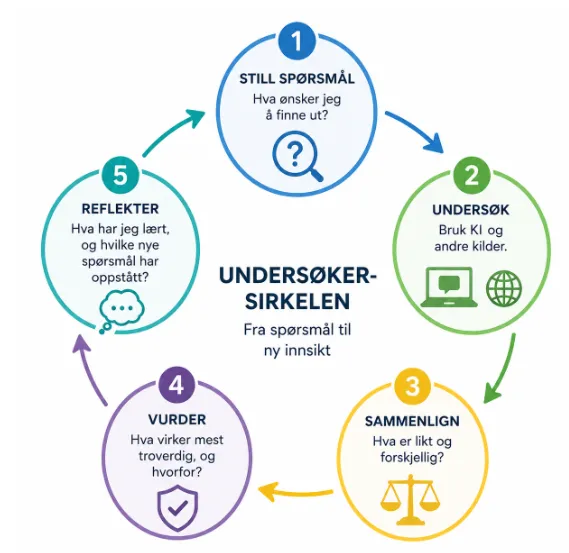 1
STILL SPØRSMÅL
Hva ønsker jeg
å finne ut?
?
2
UNDERSØK
Bruk KI og
andre kilder.
3
SAMMENLIGN
Hva er likt og
forskjellig?
4
VURDER
Hva virker mest
troverdig, og
hvorfor?
5
REFLEKTER
Hva har jeg lært,
og hvilke nye
spørsmål har
oppstått?
UNDERSØKER-
SIRKELEN
Fra spørsmål til
ny innsikt